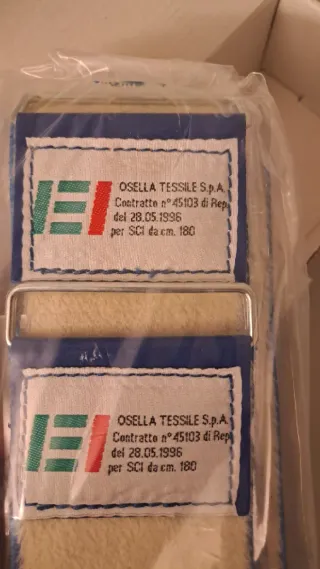 OSELLA TESSILE S.p.A.
Contratto n° 45103 di Rep.
del 28.05.1996
per SCI da cm. 180
OSELLA TESSILE S.p.A.
Contratto n° 45103 di Rep
del 28.05.1996
per SCI da cm. 180